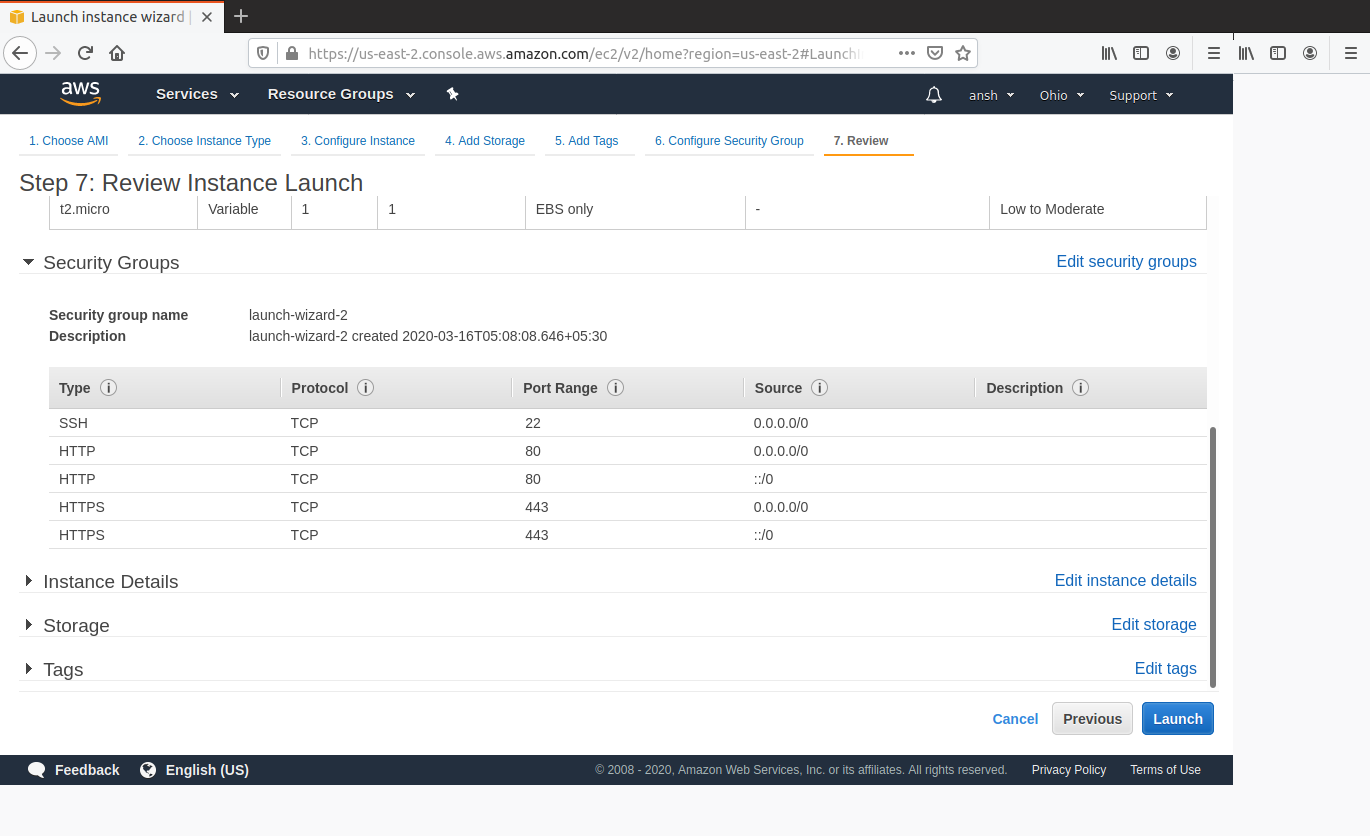 Launch instance wizard
https://us-east-2.console.aws.amazon.com/ec2/v2/home?region=us-east-2#Launch
aws Services Resource Groups ansh Ohio Support
1. Choose AMI 2. Choose Instance Type 3. Configure Instance 4. Add Storage 5. Add Tags 6. Configure Security Group 7. Review
Step 7: Review Instance Launch
t2.micro Variable 1 1 EBS only - Low to Moderate
Security Groups Edit security groups
Security group name launch-wizard-2
Description launch-wizard-2 created 2020-03-16T05:08:08.646+05:30
Type i Protocol i Port Range i Source i Description i
SSH TCP 22 0.0.0.0/0
HTTP TCP 80 0.0.0.0/0
HTTP TCP 80 ::/0
HTTPS TCP 443 0.0.0.0/0
HTTPS TCP 443 ::/0
Instance Details Edit instance details
Storage Edit storage
Tags Edit tags
Cancel Previous Launch
Feedback English (US) © 2008 - 2020, Amazon Web Services, Inc. or its affiliates. All rights reserved. Privacy Policy Terms of Use